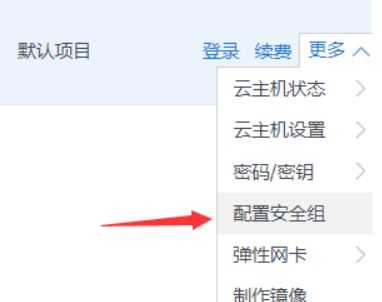 默认项目 登录 续费 更多
云主机状态
云主机设置
密码/密钥
配置安全组
弹性网卡
制作镜像